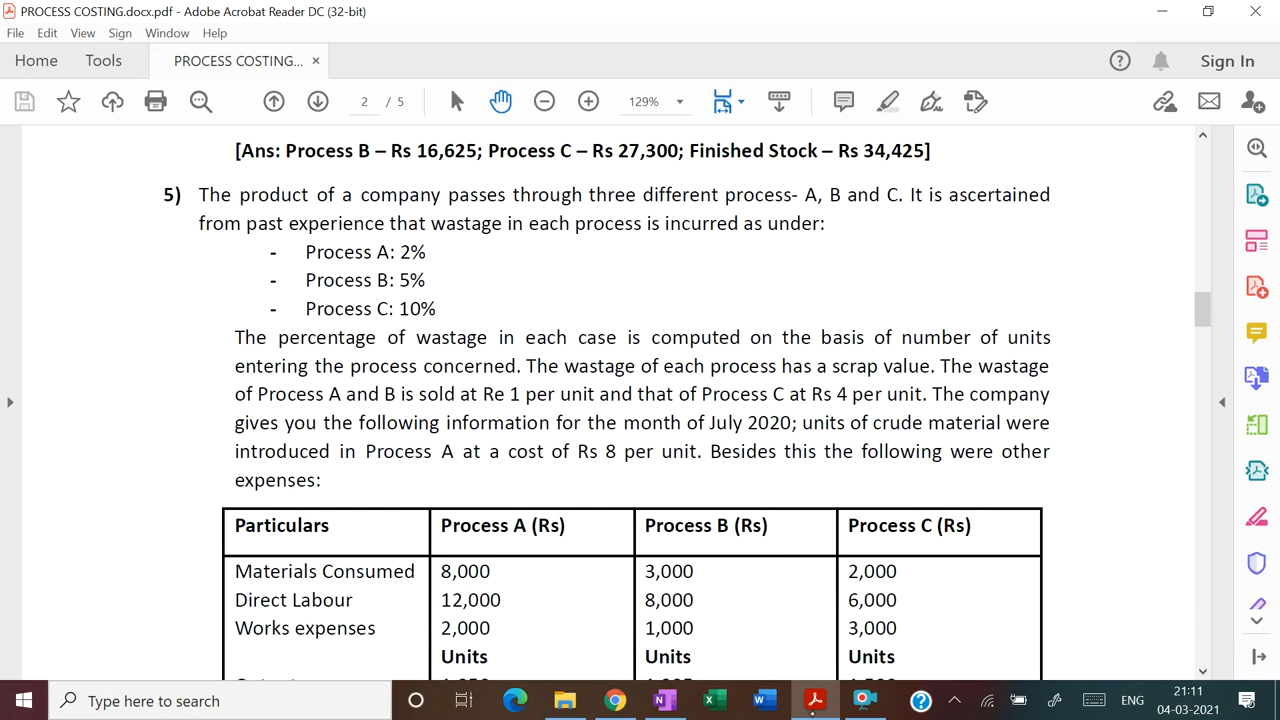 PROCESS COSTING.docx.pdf - Adobe Acrobat Reader DC (32-bit)
File Edit View Sign Window Help
Home Tools PROCESS COSTING... × Sign In
2 / 5 129%
[Ans: Process B – Rs 16,625; Process C – Rs 27,300; Finished Stock – Rs 34,425]
5) The product of a company passes through three different process- A, B and C. It is ascertained
from past experience that wastage in each process is incurred as under:
- Process A: 2%
- Process B: 5%
- Process C: 10%
The percentage of wastage in each case is computed on the basis of number of units
entering the process concerned. The wastage of each process has a scrap value. The wastage
of Process A and B is sold at Re 1 per unit and that of Process C at Rs 4 per unit. The company
gives you the following information for the month of July 2020; units of crude material were
introduced in Process A at a cost of Rs 8 per unit. Besides this the following were other
expenses:
Particulars Process A (Rs) Process B (Rs) Process C (Rs)
Materials Consumed 8,000 3,000 2,000
Direct Labour 12,000 8,000 6,000
Works expenses 2,000 1,000 3,000
Units Units Units
Type here to search
ENG
21:11
04-03-2021